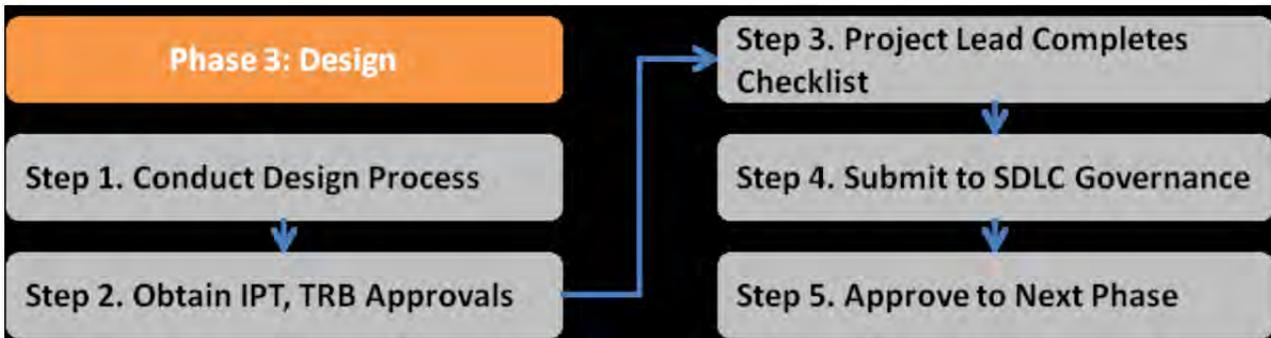 Phase 3: Design
Step 1. Conduct Design Process
Step 2. Obtain IPT, TRB Approvals
Step 3. Project Lead Completes
Checklist
Step 4. Submit to SDLC Governance
Step 5. Approve to Next Phase